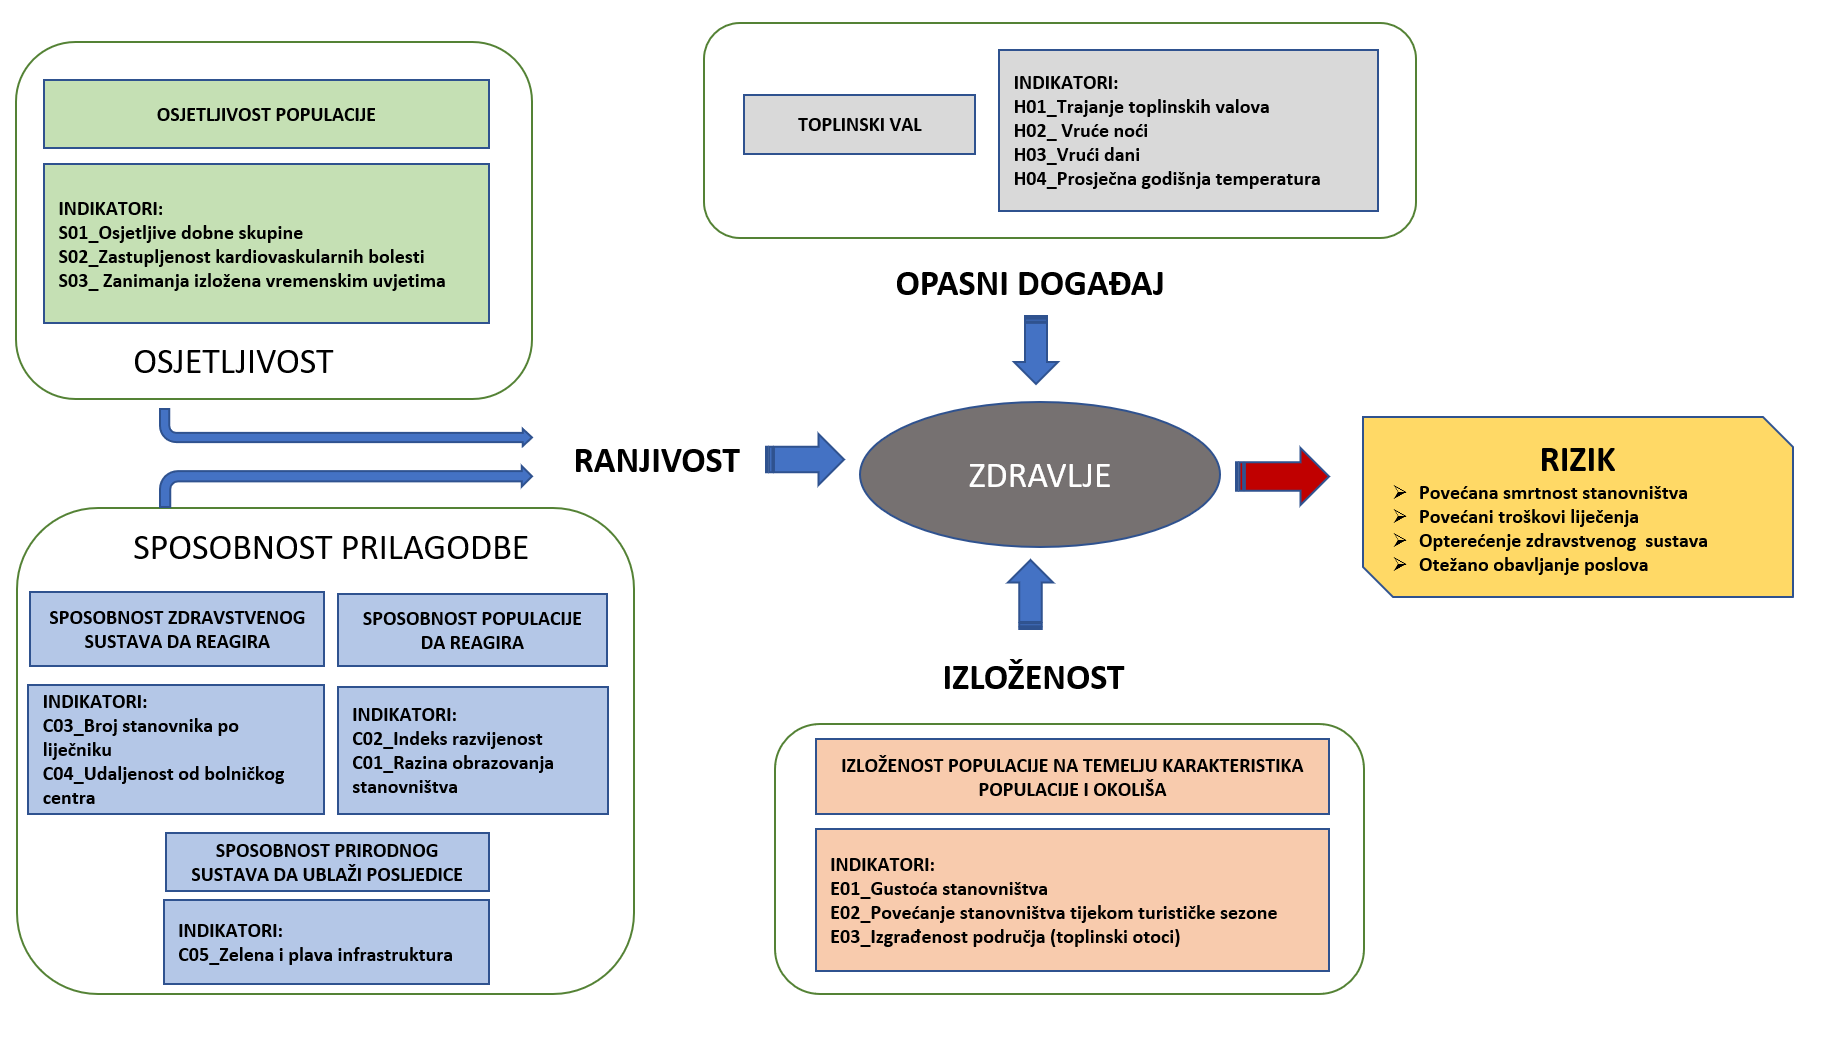 OSJETLJIVOST POPULACIJE
INDIKATORI:
S01_Osjetljive dobne skupine
S02_Zastupljenost kardiovaskularnih bolesti
S03_ Zanimanja izložena vremenskim uvjetima
OSJETLJIVOST
TOPLINSKI VAL
INDIKATORI:
H01_Trajanje toplinskih valova
H02_ Vruće noći
H03_Vrući dani
H04_Prosječna godišnja temperatura
OPASNI DOGAĐAJ
RANJIVOST
ZDRAVLJE
RIZIK
➢ Povećana smrtnost stanovništva
➢ Povećani troškovi liječenja
➢ Opterećenje zdravstvenog  sustava
➢ Otežano obavljanje poslova
SPOSOBNOST PRILAGODBE
SPOSOBNOST ZDRAVSTVENOG
SUSTAVA DA REAGIRA
INDIKATORI:
C03_Broj stanovnika po
liječniku
C04_Udaljenost od bolničkog
centra
SPOSOBNOST POPULACIJE
DA REAGIRA
INDIKATORI:
C02_Indeks razvijenost
C01_Razina obrazovanja
stanovništva
SPOSOBNOST PRIRODNOG
SUSTAVA DA UBLAŽI POSLJEDICE
INDIKATORI:
C05_Zelena i plava infrastruktura
IZLOŽENOST
IZLOŽENOST POPULACIJE NA TEMELJU KARAKTERISTIKA
POPULACIJE I OKOLIŠA
INDIKATORI:
E01_Gustoća stanovništva
E02_Povećanje stanovništva tijekom turističke sezone
E03_Izgrađenost područja (toplinski otoci)